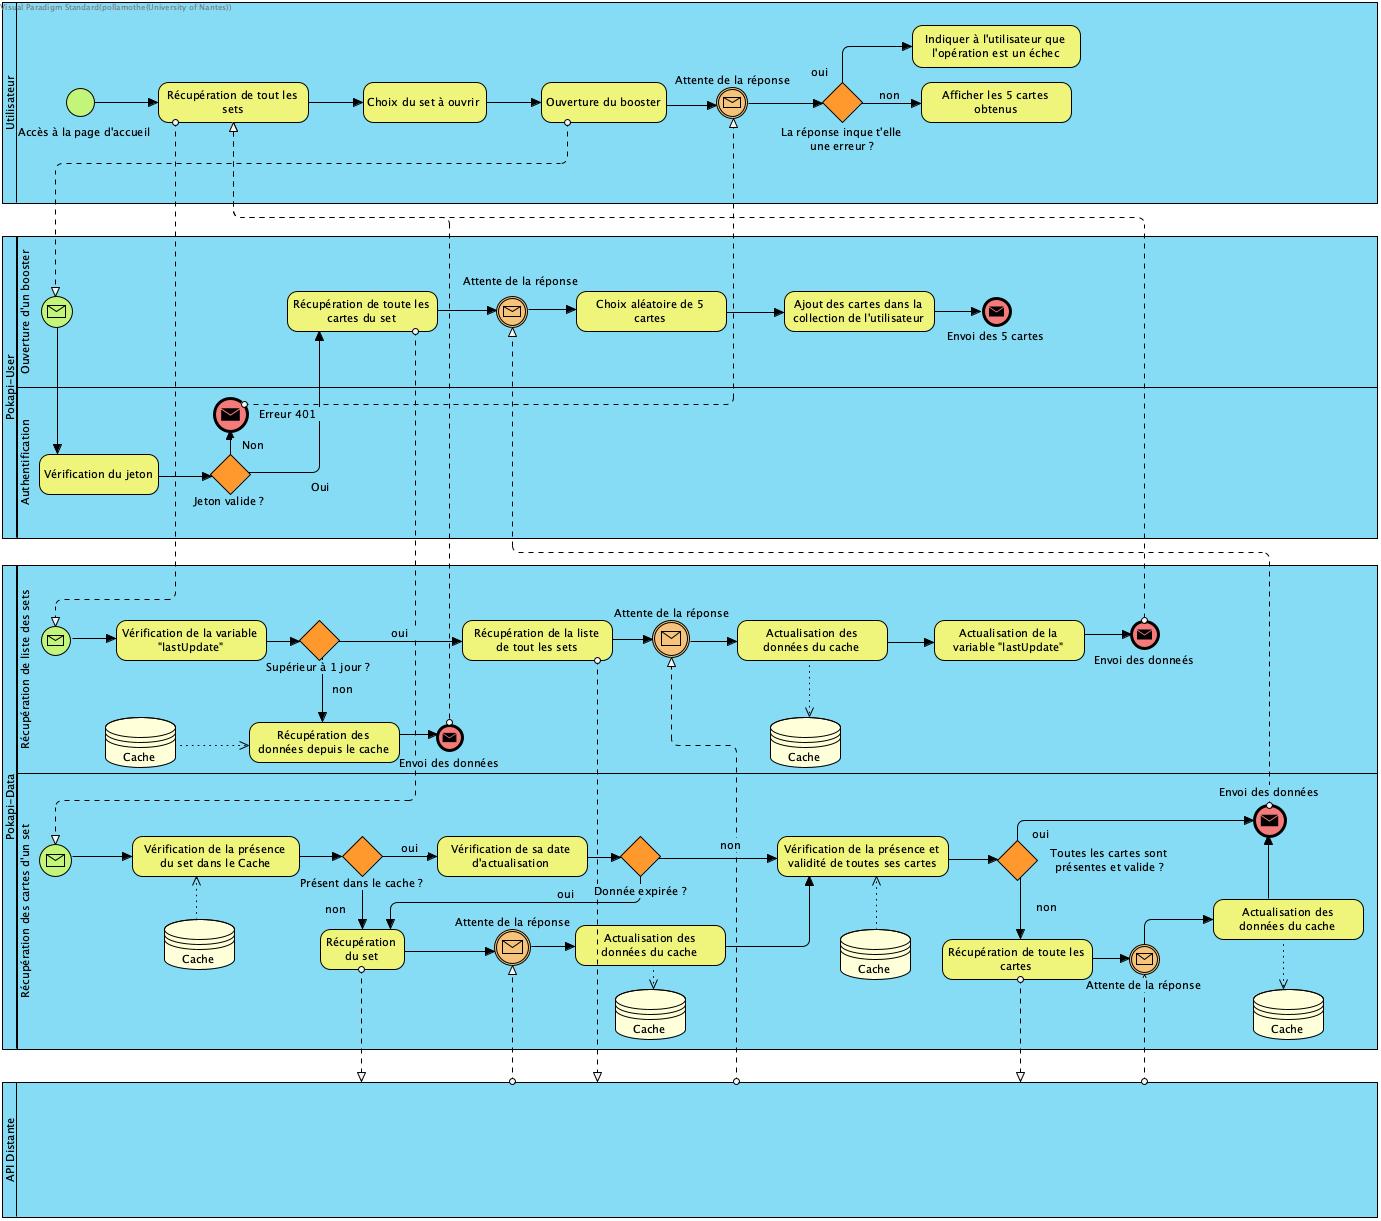 Visual Paradigm Standard(pollamothe(University of Nantes))
Utilisateur
Accès à la page d'accueil
Récupération de tout les
sets
Choix du set à ouvrir
Ouverture du booster
Attente de la réponse
oui
non
La réponse inque t'elle
une erreur ?
Indiquer à l'utilisateur que
l'opération est un échec
Afficher les 5 cartes
obtenus
Pokapi-User
Ouverture d'un booster
Récupération de toute les
cartes du set
Attente de la réponse
Choix aléatoire de 5
cartes
Ajout des cartes dans la
collection de l'utilisateur
Envoi des 5 cartes
Authentification
Vérification du jeton
Jeton valide ?
Non
Oui
Erreur 401
Pokapi-Data
Récupération de liste des sets
Vérification de la variable
"lastUpdate"
Supérieur à 1 jour ?
oui
non
Récupération de la liste
de tout les sets
Attente de la réponse
Actualisation des
données du cache
Actualisation de la
variable "lastUpdate"
Envoi des donneés
Cache
Récupération des
données depuis le cache
Envoi des données
Cache
Récupération des cartes d'un set
Vérification de la présence
du set dans le Cache
Présent dans le cache ?
oui
non
Vérification de sa date
d'actualisation
Donnée expirée ?
non
oui
Vérification de la présence et
validité de toutes ses cartes
Toutes les cartes sont
présentes et valide ?
oui
non
Envoi des données
Cache
Récupération
du set
Attente de la réponse
Actualisation des
données du cache
Cache
Cache
Récupération de toute les
cartes
Attente de la réponse
Actualisation des
données du cache
Cache
API Distante